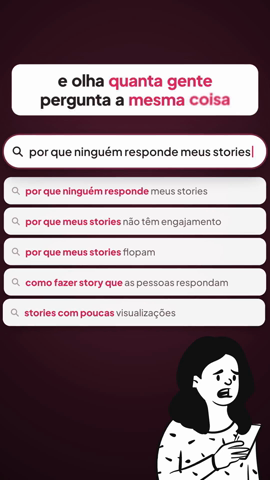 e olha quanta gente
pergunta a mesma coisa
por que ninguém responde meus stories
por que ninguém responde meus stories
por que meus stories não têm engajamento
por que meus stories flopam
como fazer story que as pessoas respondam
stories com poucas visualizações